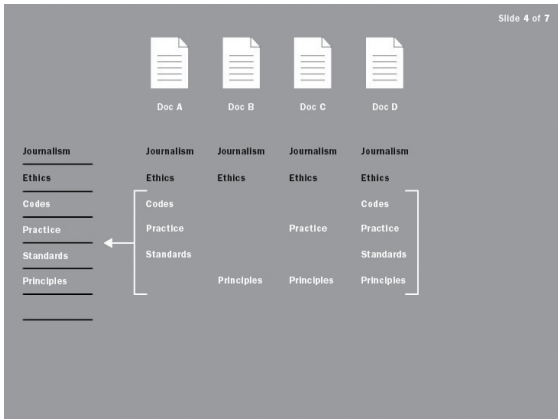 Slide 4 of 7
Doc A Doc B Doc C Doc D
Journalism Journalism Journalism Journalism Journalism
Ethics Ethics Ethics Ethics Ethics
Codes Codes Codes
Practice Practice Practice Practice
Standards Standards Standards
Principles Principles Principles Principles